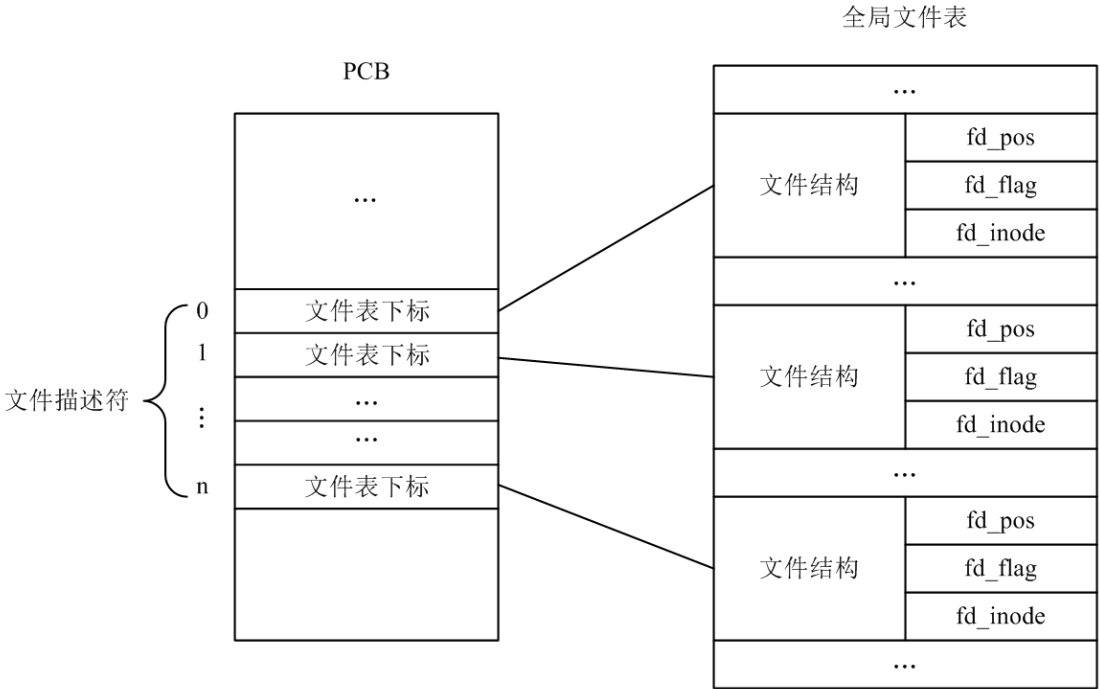 全局文件表
PCB
...
fd_pos
文件结构
fd_flag
...
fd_inode
...
0
文件表下标
fd_pos
1
文件表下标
文件结构
fd_flag
文件描述符
...
...
fd_inode
...
...
n
文件表下标
fd_pos
文件结构
fd_flag
fd_inode
...